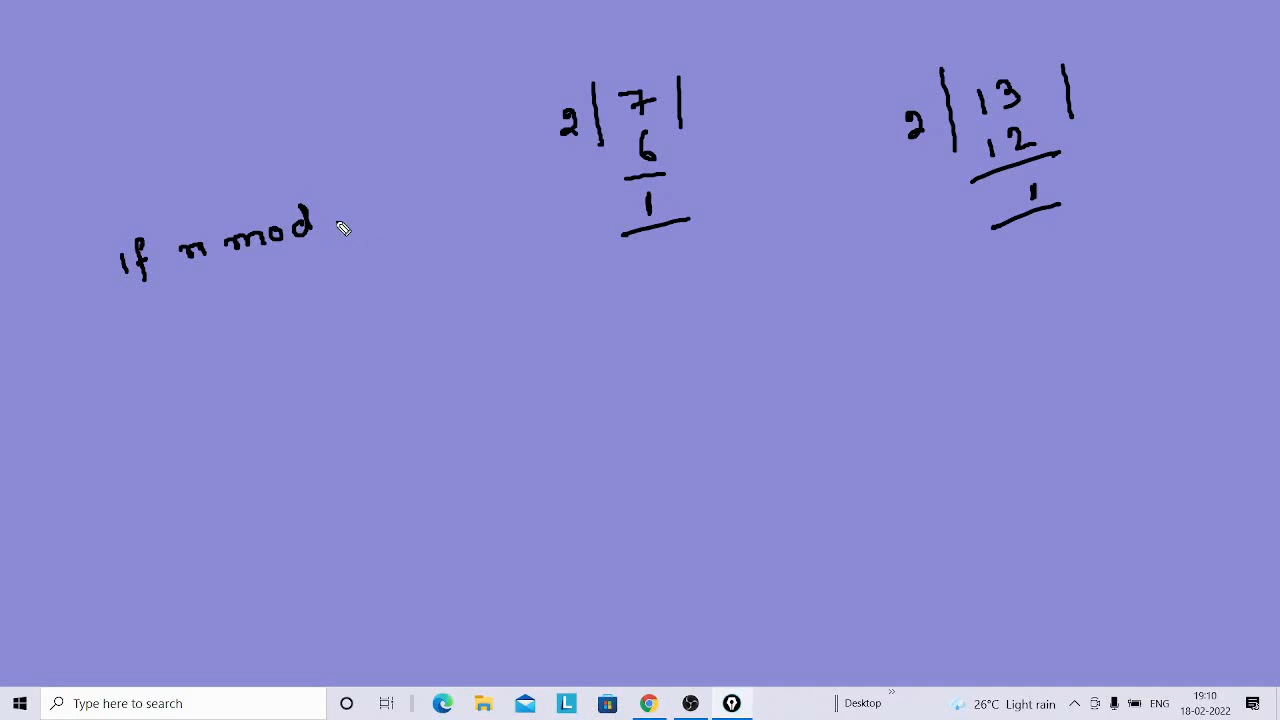 2 | 7 |
6
1
2 | 13 |
12
1
if n mod
Type here to search
Desktop
26°C Light rain
ENG
19:10
18-02-2022